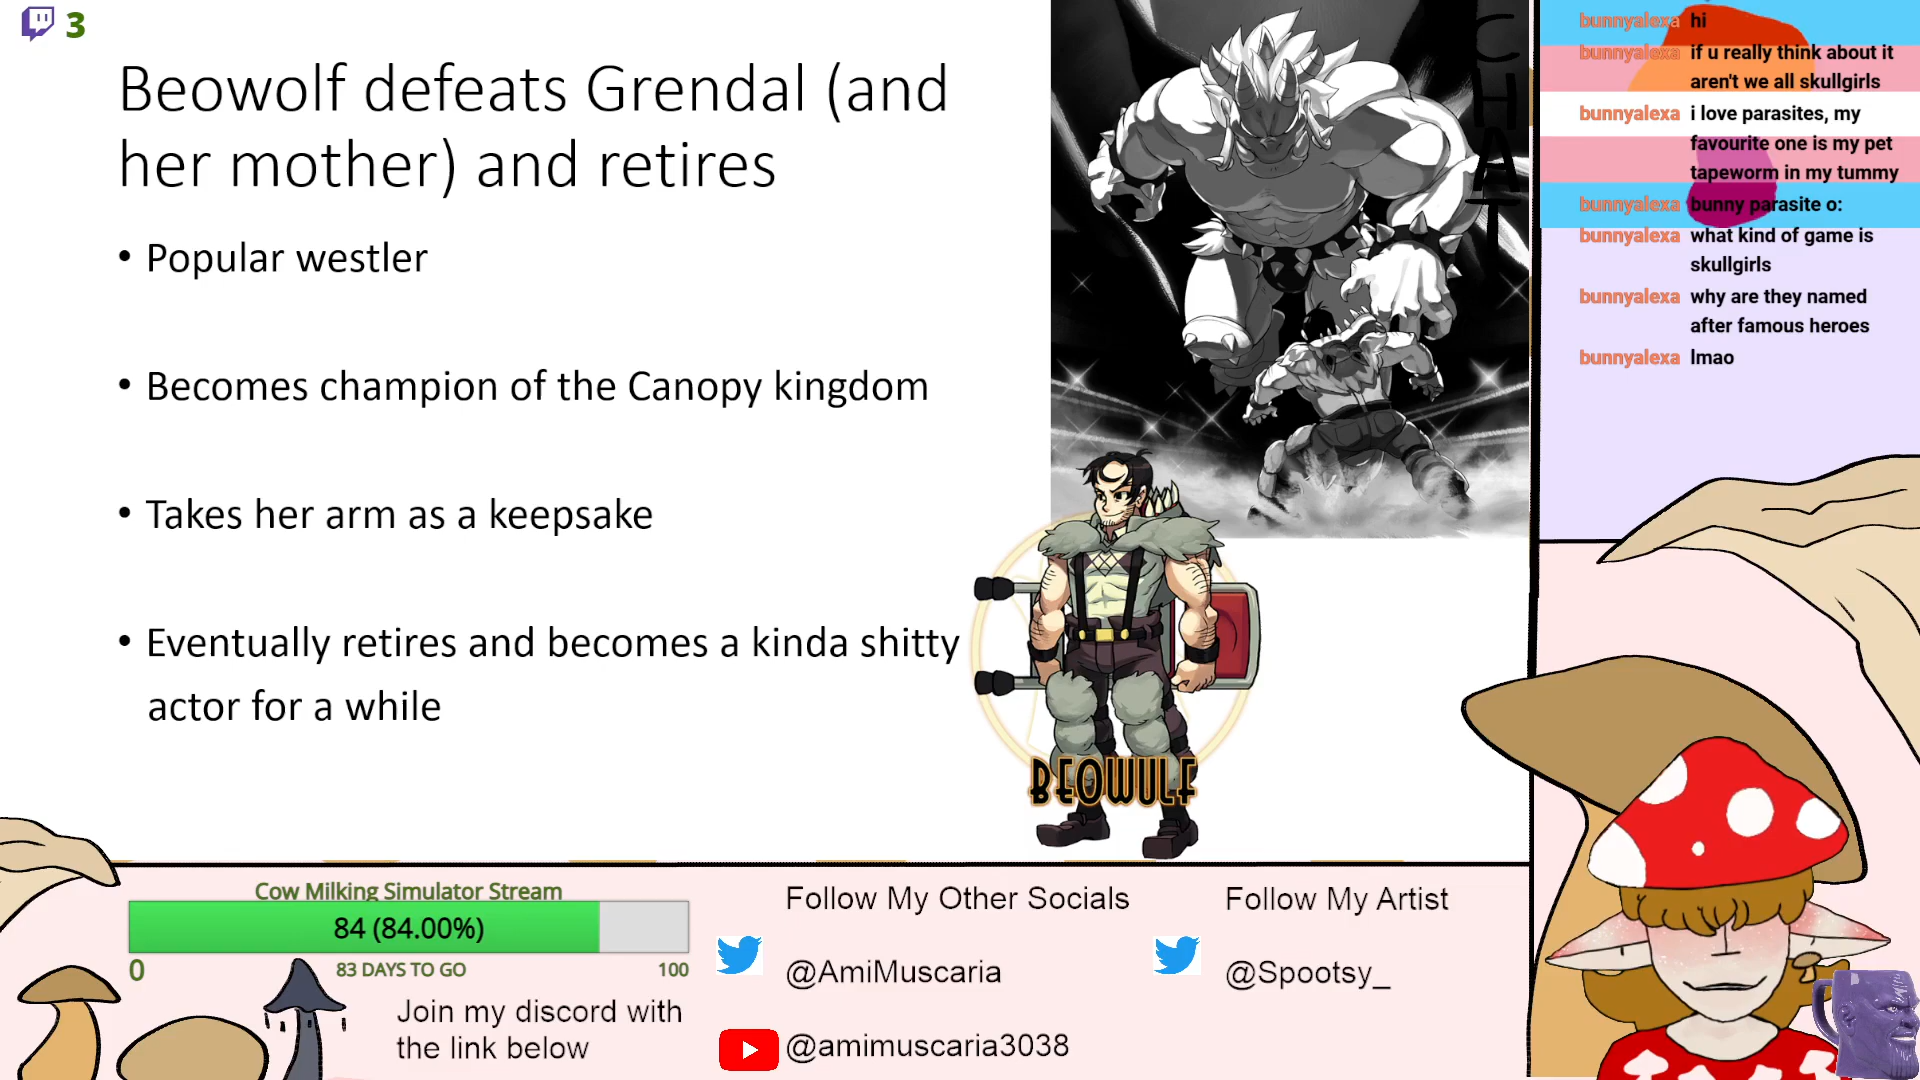 3
Beowolf defeats Grendal (and
her mother) and retires
• Popular westler
• Becomes champion of the Canopy kingdom
• Takes her arm as a keepsake
• Eventually retires and becomes a kinda shitty
actor for a while
BEOWULF
CHAT
bunnyalexa hi
bunnyalexa if u really think about it
aren't we all skullgirls
bunnyalexa i love parasites, my
favourite one is my pet
tapeworm in my tummy
bunnyalexa bunny parasite o:
bunnyalexa what kind of game is
skullgirls
bunnyalexa why are they named
after famous heroes
bunnyalexa lmao
Cow Milking Simulator Stream
84 (84.00%)
0 83 DAYS TO GO 100
Join my discord with
the link below
Follow My Other Socials
@AmiMuscaria
@amimuscaria3038
Follow My Artist
@Spootsy_